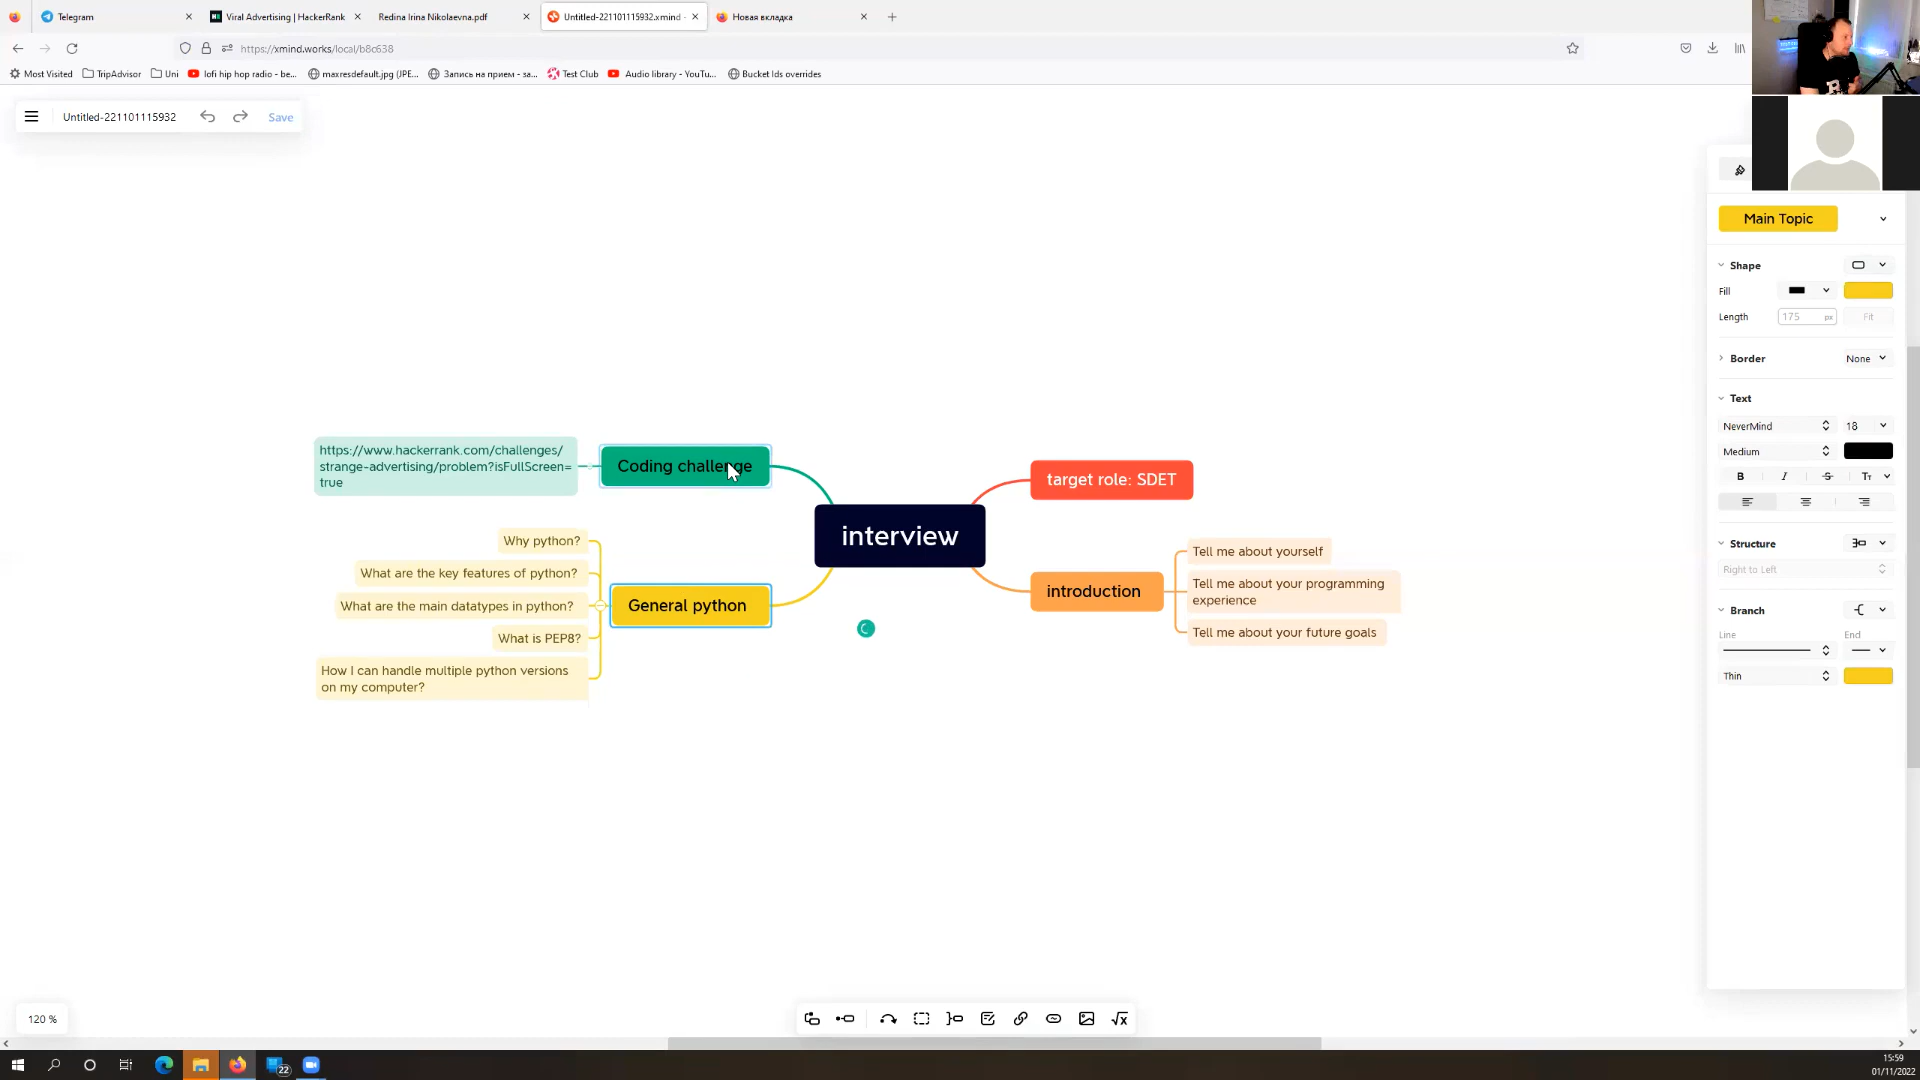 Telegram
Viral Advertising | HackerRank
Redina Irina Nikolaevna.pdf
Untitled-221101115932.xmind -
Новая вкладка
https://xmind.works/local/b8c638
Most Visited
TripAdvisor
Uni
lofi hip hop radio - be...
maxresdefault.jpg (JPE...
Запись на прием - за...
Test Club
Audio library - YouTu...
Bucket Ids overrides
Untitled-221101115932
Save
Main Topic
Shape
Fill
Length
175
px
Fit
Border
None
Text
NeverMind
18
Medium
B
I
S
Tт
Structure
Right to Left
Branch
Line
End
Thin
https://www.hackerrank.com/challenges/
strange-advertising/problem?isFullScreen=
true
Coding challenge
Why python?
What are the key features of python?
What are the main datatypes in python?
What is PEP8?
How I can handle multiple python versions
on my computer?
General python
interview
target role: SDET
introduction
Tell me about yourself
Tell me about your programming
experience
Tell me about your future goals
120 %
22
15:59
01/11/2022